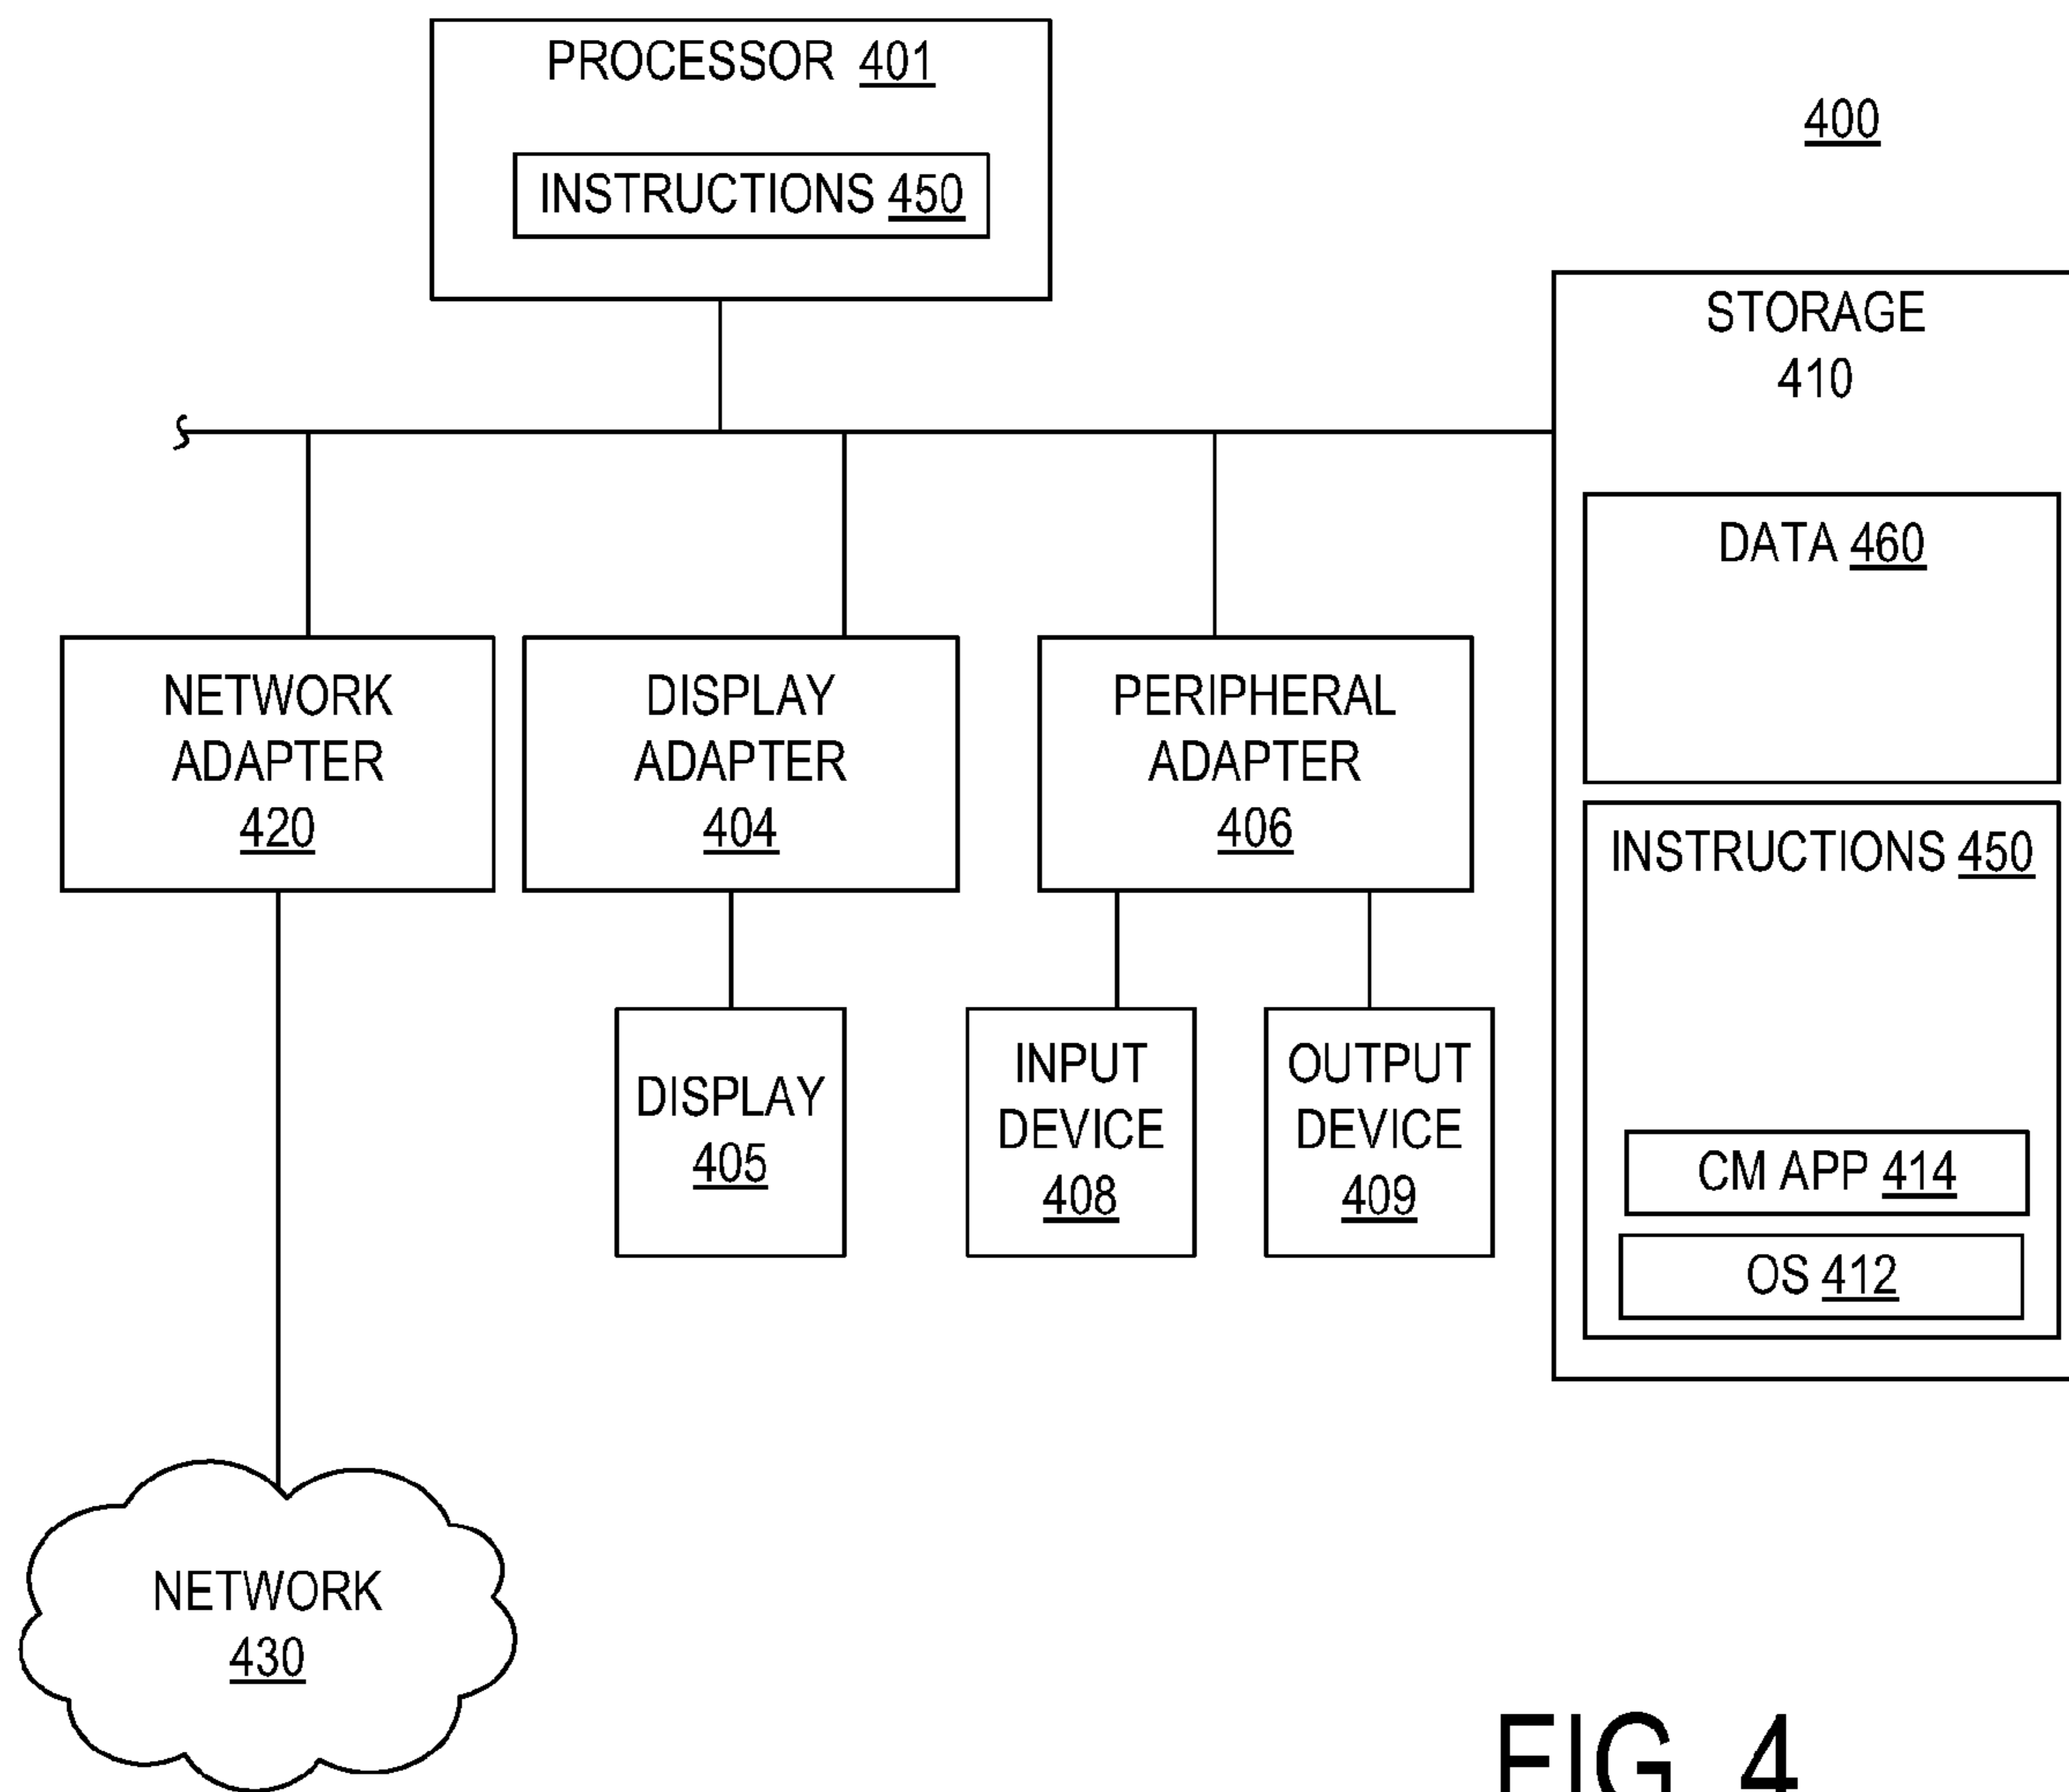 PROCESSOR 401
INSTRUCTIONS 450
400
STORAGE
410
DATA 460
INSTRUCTIONS 450
CM APP 414
OS 412
NETWORK
ADAPTER
420
DISPLAY
ADAPTER
404
PERIPHERAL
ADAPTER
406
DISPLAY
405
INPUT
DEVICE
408
OUTPUT
DEVICE
409
NETWORK
430
FIG. 4